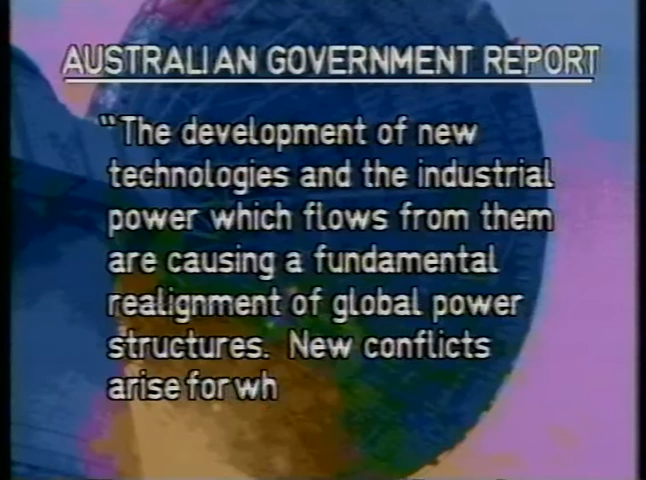 AUSTRALIAN GOVERNMENT REPORT
“The development of new
technologies and the industrial
power which flows from them
are causing a fundamental
realignment of global power
structures. New conflicts
arise for wh